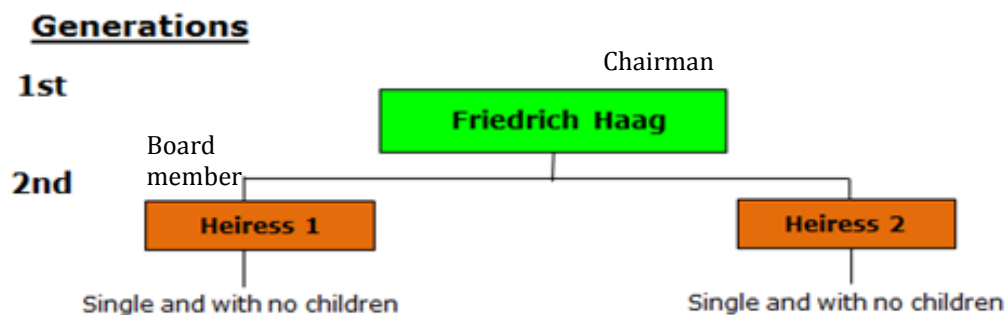 Generations
1st
Chairman
Friedrich Haag
Board
member
2nd
Heiress 1
Heiress 2
Single and with no children
Single and with no children